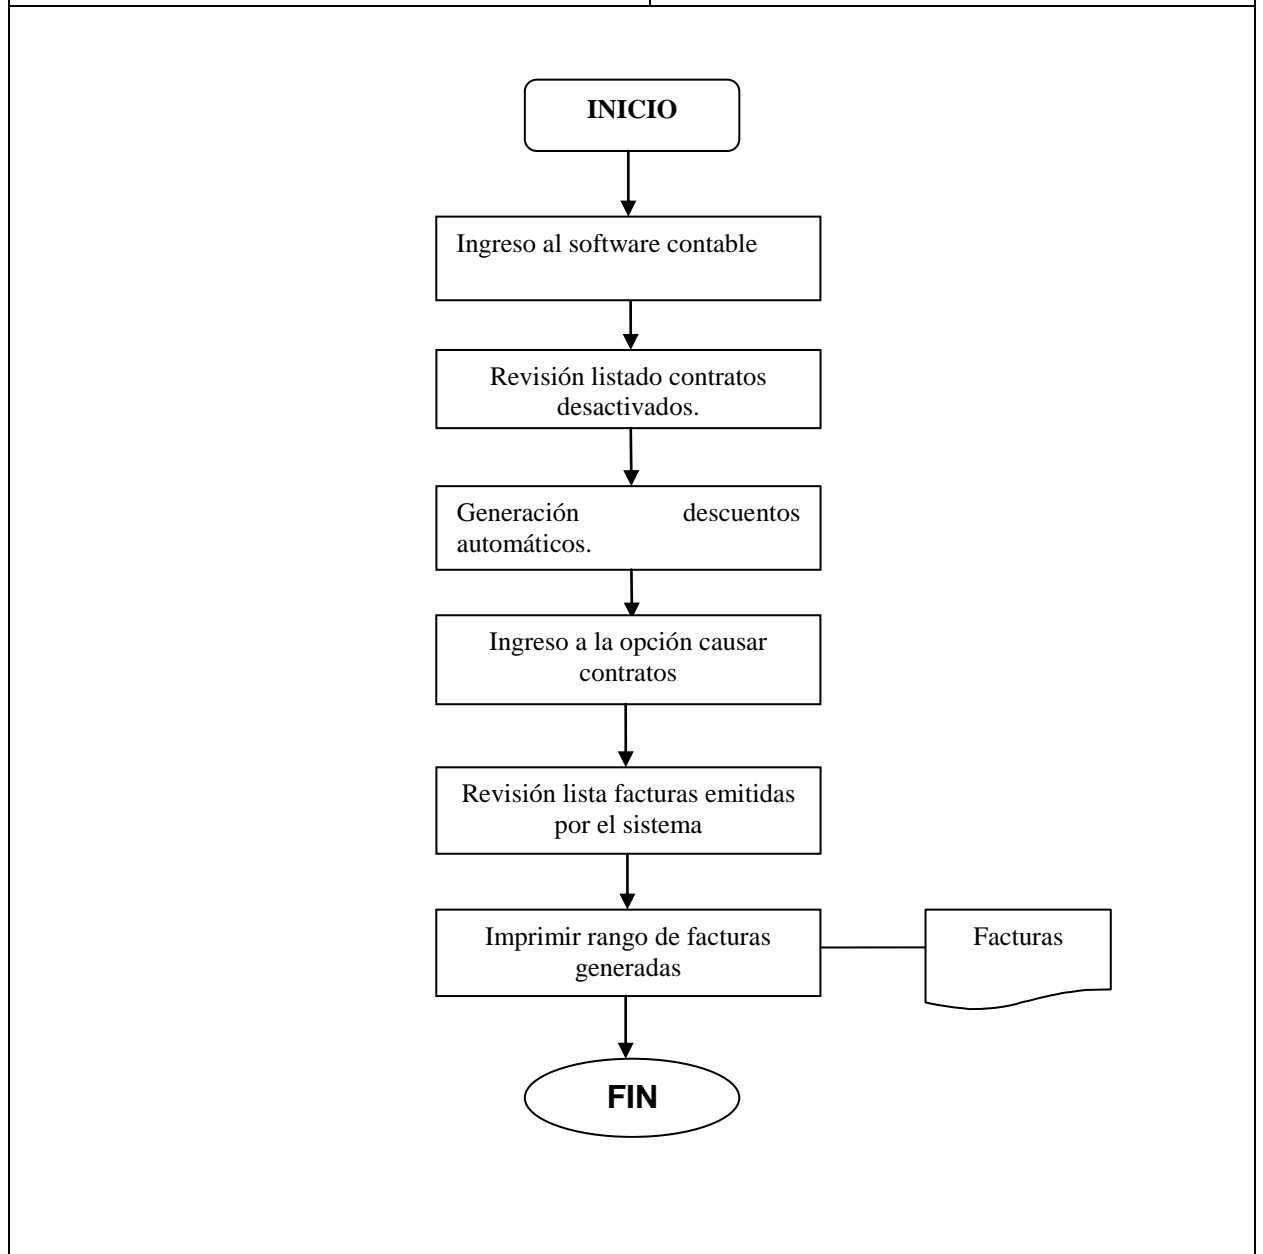 INICIO
Ingreso al software contable
Revisión listado contratos
desactivados.
Generación descuentos
automáticos.
Ingreso a la opción causar
contratos
Revisión lista facturas emitidas
por el sistema
Imprimir rango de facturas
generadas
Facturas
FIN